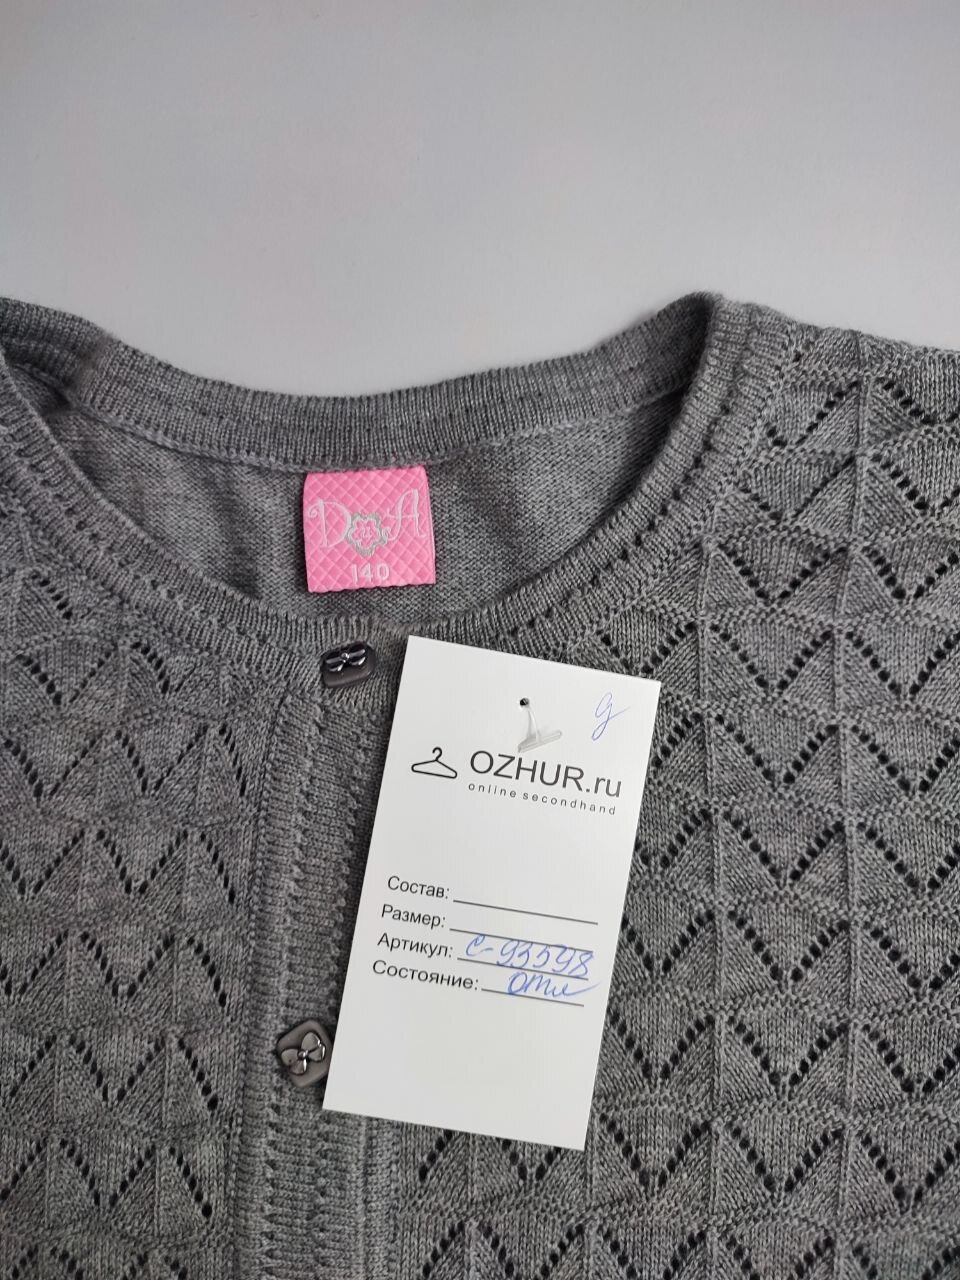 D A
140
g
OZHUR.ru
online secondhand
Состав:
Размер:
Артикул: С-93598
Состояние: отл